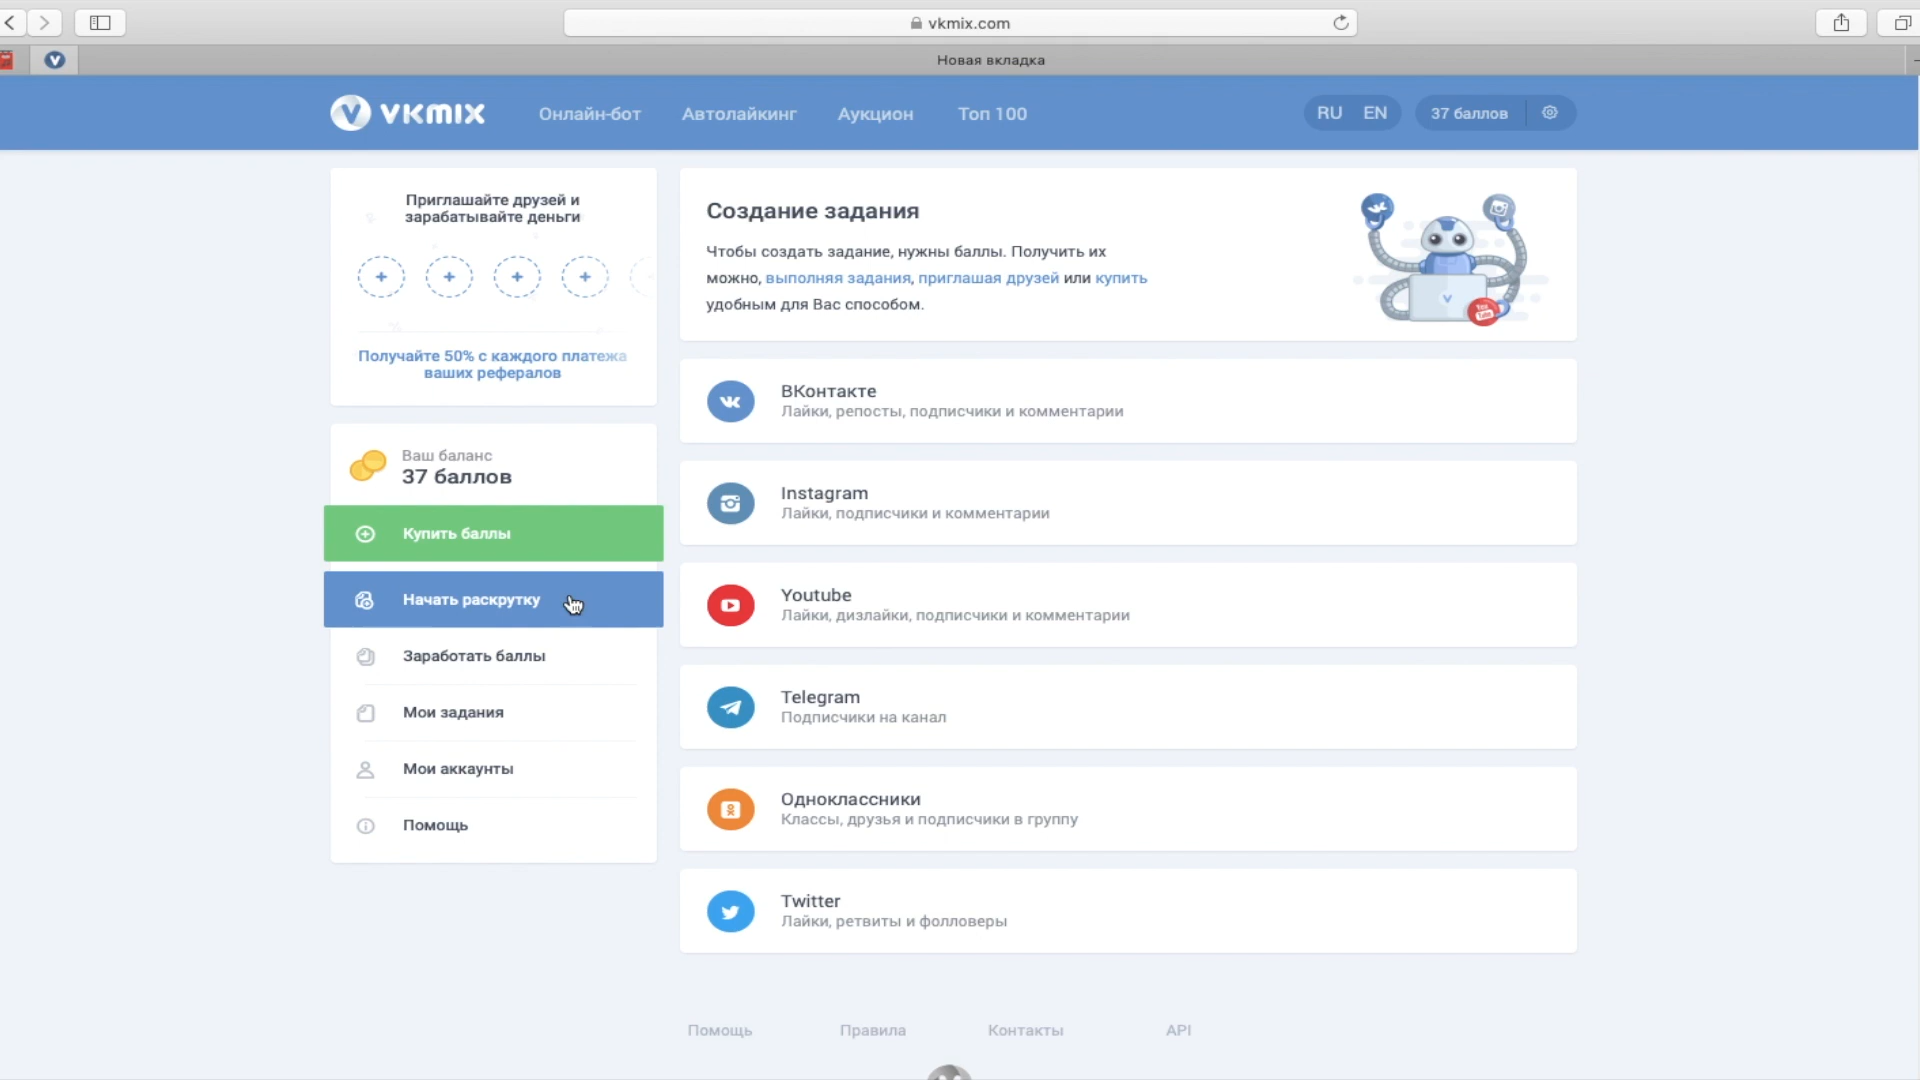 vkmix.com
Новая вкладка
VKMIX
Онлайн-бот
Автолайкинг
Аукцион
Топ 100
RU
EN
37 баллов
Приглашайте друзей и
зарабатывайте деньги
Получайте 50% с каждого платежа
ваших рефералов
Ваш баланс
37 баллов
Купить баллы
Начать раскрутку
Заработать баллы
Мои задания
Мои аккаунты
Помощь
Создание задания
Чтобы создать задание, нужны баллы. Получить их
можно, выполняя задания, приглашая друзей или купить
удобным для Вас способом.
ВКонтакте
Лайки, репосты, подписчики и комментарии
Instagram
Лайки, подписчики и комментарии
Youtube
Лайки, дизлайки, подписчики и комментарии
Telegram
Подписчики на канал
Одноклассники
Классы, друзья и подписчики в группу
Twitter
Лайки, ретвиты и фолловеры
Помощь
Правила
Контакты
API